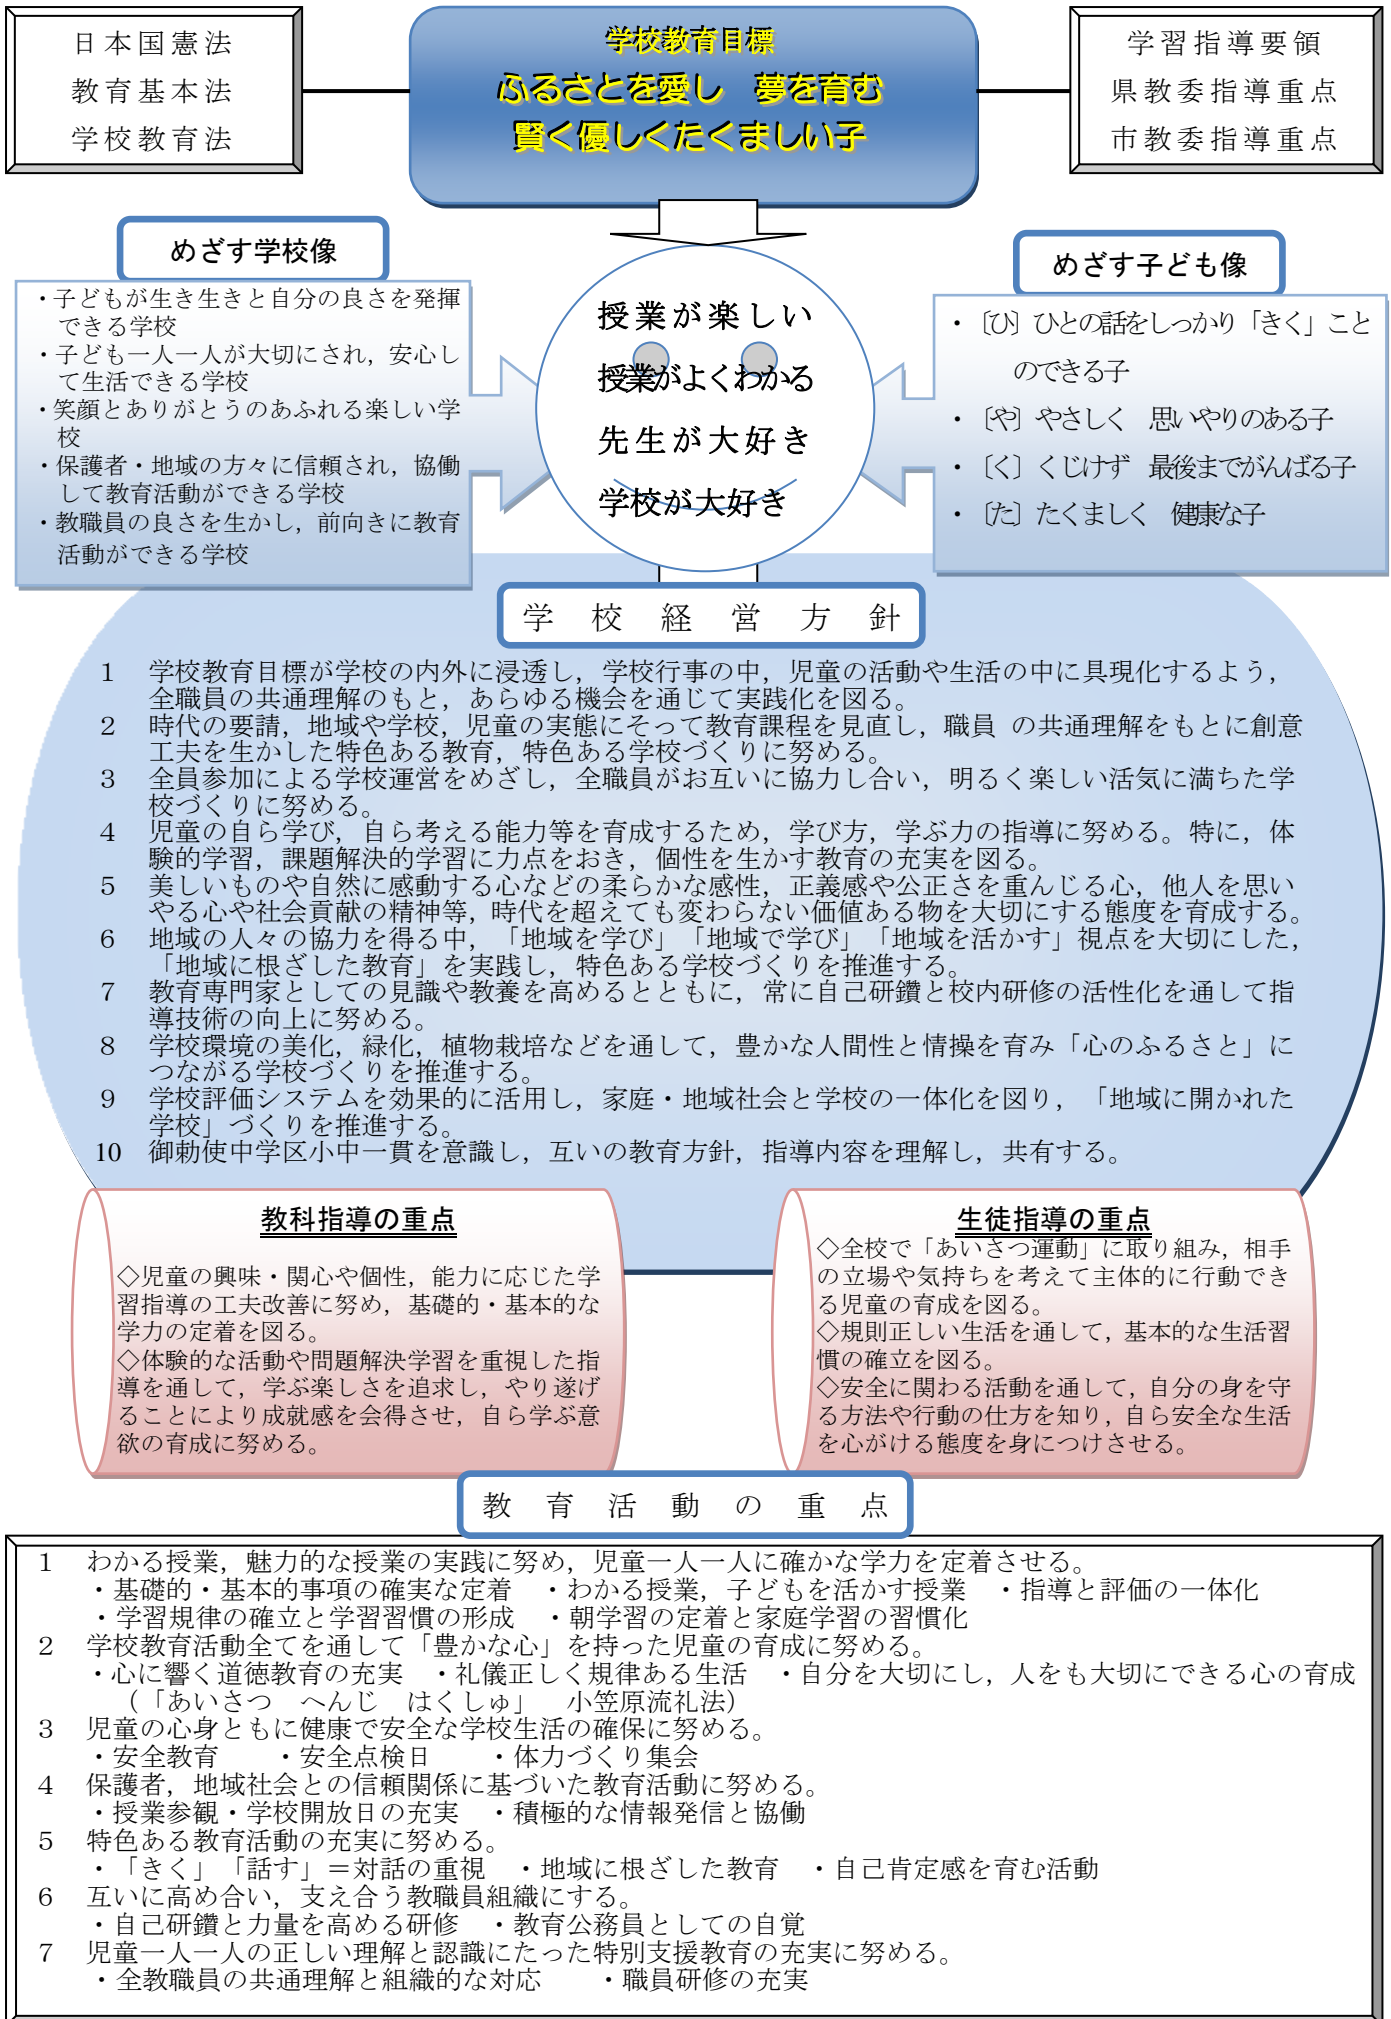 日本国憲法
教育基本法
学校教育法
学校教育目標
ふるさとを愛し　夢を育む
賢く優しくたくましい子
学習指導要領
県教委指導重点
市教委指導重点
めざす学校像
・子どもが生き生きと自分の良さを発揮
できる学校
・子ども一人一人が大切にされ，安心し
て生活できる学校
・笑顔とありがとうのあふれる楽しい学
校
・保護者・地域の方々に信頼され，協働
して教育活動ができる学校
・教職員の良さを生かし，前向きに教育
活動ができる学校
授業が楽しい
授業がよくわかる
先生が大好き
学校が大好き
めざす子ども像
・〔ひ〕ひとの話をしっかり「きく」こと
のできる子
・〔や〕やさしく　思いやりのある子
・〔く〕くじけず　最後までがんばる子
・〔た〕たくましく　健康な子
学　校　経　営　方　針
1　学校教育目標が学校の内外に浸透し，学校行事の中，児童の活動や生活の中に具現化するよう，
全職員の共通理解のもと，あらゆる機会を通じて実践化を図る。
2　時代の要請，地域や学校，児童の実態にそって教育課程を見直し，職員 の共通理解をもとに創意
工夫を生かした特色ある教育，特色ある学校づくりに努める。
3　全員参加による学校運営をめざし，全職員がお互いに協力し合い，明るく楽しい活気に満ちた学
校づくりに努める。
4　児童の自ら学び，自ら考える能力等を育成するため，学び方，学ぶ力の指導に努める。特に，体
験的学習，課題解決的学習に力点をおき，個性を生かす教育の充実を図る。
5　美しいものや自然に感動する心などの柔らかな感性，正義感や公正さを重んじる心，他人を思い
やる心や社会貢献の精神等，時代を超えても変わらない価値ある物を大切にする態度を育成する。
6　地域の人々の協力を得る中，「地域を学び」「地域で学び」「地域を活かす」視点を大切にした，
「地域に根ざした教育」を実践し，特色ある学校づくりを推進する。
7　教育専門家としての見識や教養を高めるとともに，常に自己研鑽と校内研修の活性化を通して指
導技術の向上に努める。
8　学校環境の美化，緑化，植物栽培などを通して，豊かな人間性と情操を育み「心のふるさと」に
つながる学校づくりを推進する。
9　学校評価システムを効果的に活用し，家庭・地域社会と学校の一体化を図り，「地域に開かれた
学校」づくりを推進する。
10　御勅使中学区小中一貫を意識し，互いの教育方針，指導内容を理解し，共有する。
教科指導の重点
◇児童の興味・関心や個性，能力に応じた学
習指導の工夫改善に努め，基礎的・基本的な
学力の定着を図る。
◇体験的な活動や問題解決学習を重視した指
導を通して，学ぶ楽しさを追求し，やり遂げ
ることにより成就感を会得させ，自ら学ぶ意
欲の育成に努める。
生徒指導の重点
◇全校で「あいさつ運動」に取り組み，相手
の立場や気持ちを考えて主体的に行動でき
る児童の育成を図る。
◇規則正しい生活を通して，基本的な生活習
慣の確立を図る。
◇安全に関わる活動を通して，自分の身を守
る方法や行動の仕方を知り，自ら安全な生活
を心がける態度を身につけさせる。
教　育　活　動　の　重　点
1　わかる授業，魅力的な授業の実践に努め，児童一人一人に確かな学力を定着させる。
・基礎的・基本的事項の確実な定着　・わかる授業，子どもを活かす授業　・指導と評価の一体化
・学習規律の確立と学習習慣の形成　・朝学習の定着と家庭学習の習慣化
2　学校教育活動全てを通して「豊かな心」を持った児童の育成に努める。
・心に響く道徳教育の充実　・礼儀正しく規律ある生活　・自分を大切にし，人をも大切にできる心の育成
（「あいさつ　へんじ　はくしゅ」　小笠原流礼法）
3　児童の心身ともに健康で安全な学校生活の確保に努める。
・安全教育　　・安全点検日　　・体力づくり集会
4　保護者，地域社会との信頼関係に基づいた教育活動に努める。
・授業参観・学校開放日の充実　・積極的な情報発信と協働
5　特色ある教育活動の充実に努める。
・「きく」「話す」＝対話の重視　・地域に根ざした教育　・自己肯定感を育む活動
6　互いに高め合い，支え合う教職員組織にする。
・自己研鑽と力量を高める研修　・教育公務員としての自覚
7　児童一人一人の正しい理解と認識にたった特別支援教育の充実に努める。
・全教職員の共通理解と組織的な対応　　・職員研修の充実